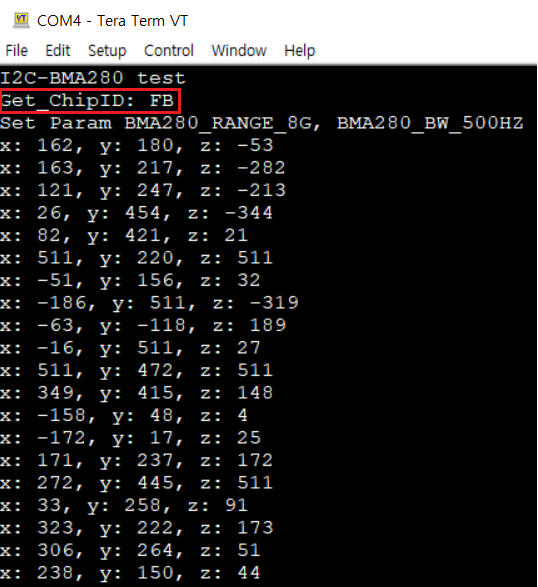 VT COM4 - Tera Term VT
File Edit Setup Control Window Help
I2C-BMA280 test
Get_ChipID: FB
Set Param BMA280_RANGE_8G, BMA280_BW_500HZ
x: 162, y: 180, z: -53
x: 163, y: 217, z: -282
x: 121, y: 247, z: -213
x: 26, y: 454, z: -344
x: 82, y: 421, z: 21
x: 511, y: 220, z: 511
x: -51, y: 156, z: 32
x: -186, y: 511, z: -319
x: -63, y: -118, z: 189
x: -16, y: 511, z: 27
x: 511, y: 472, z: 511
x: 349, y: 415, z: 148
x: -158, y: 48, z: 4
x: -172, y: 17, z: 25
x: 171, y: 237, z: 172
x: 272, y: 445, z: 511
x: 33, y: 258, z: 91
x: 323, y: 222, z: 173
x: 306, y: 264, z: 51
x: 238, y: 150, z: 44